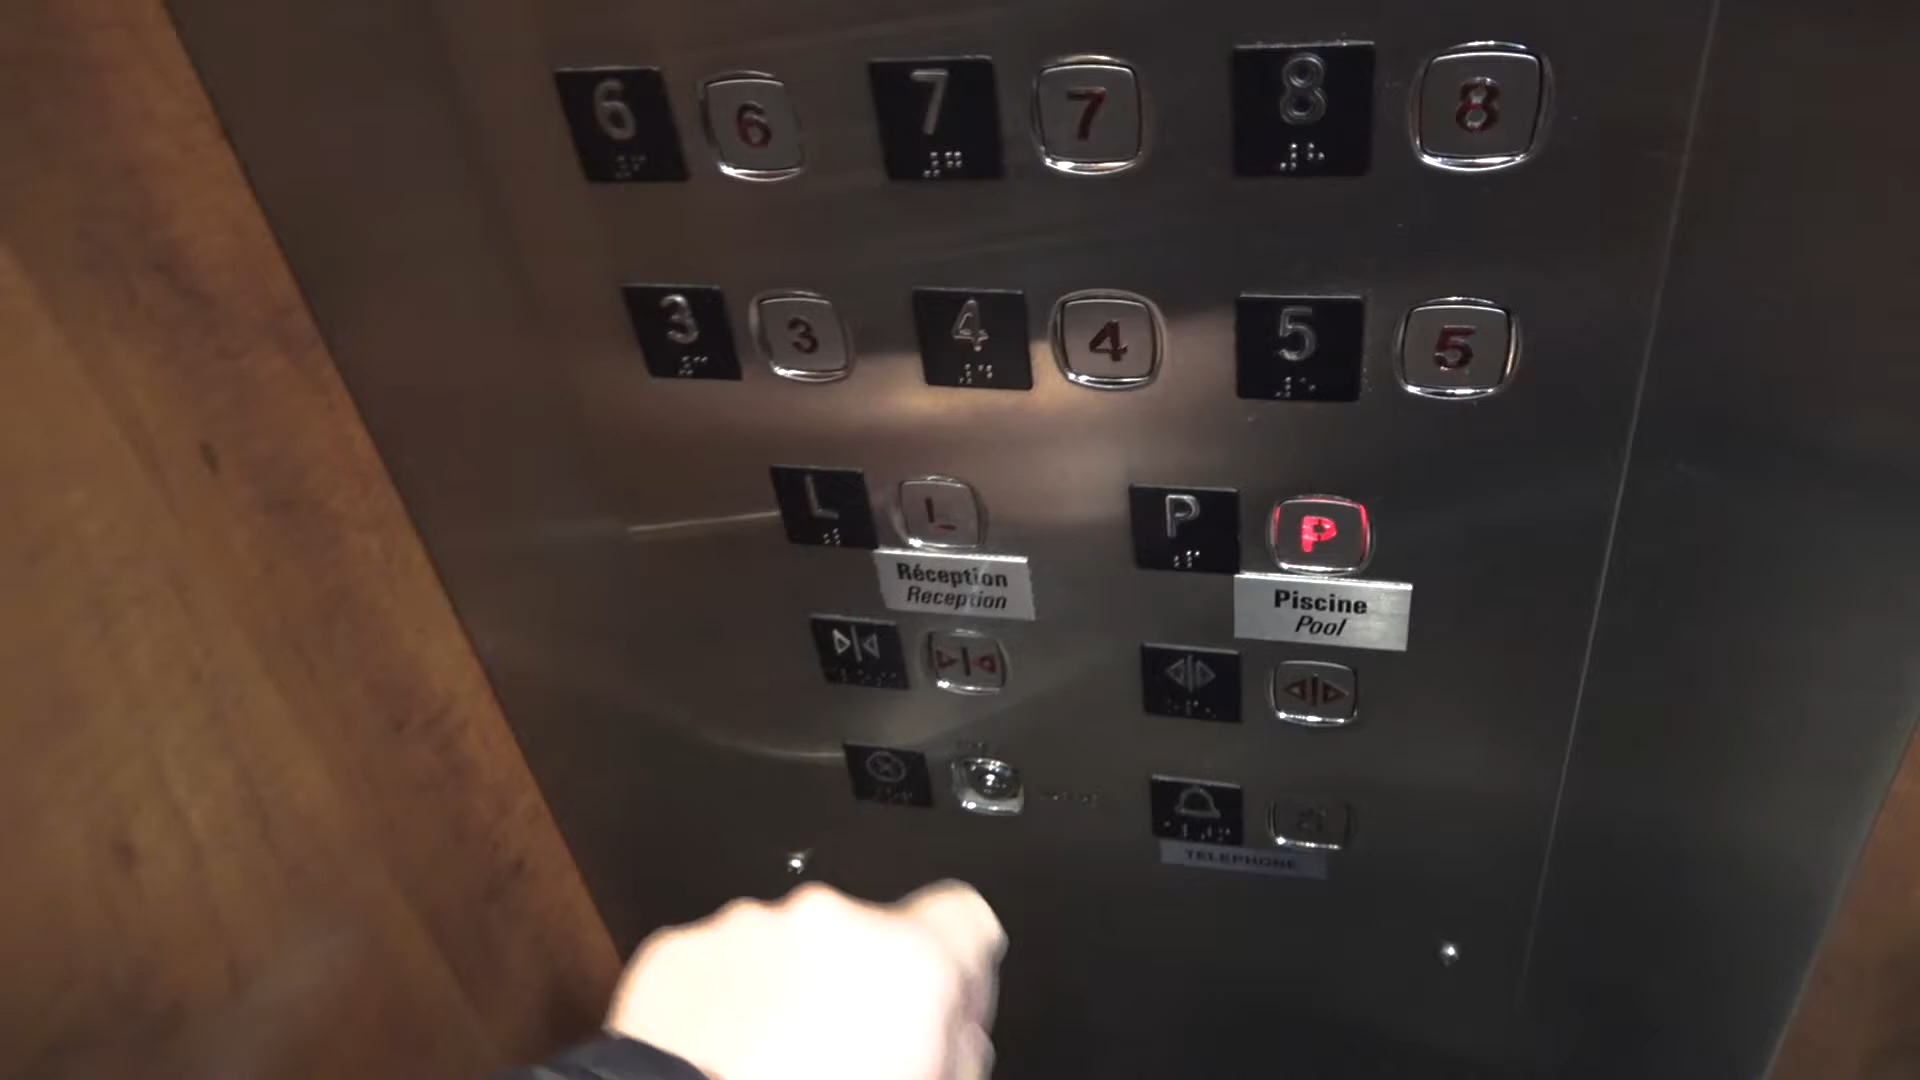 6 6 7 7 8 8
3 3 4 4 5 5
L L P P
Réception
Reception
Piscine
Pool
TELEPHONE